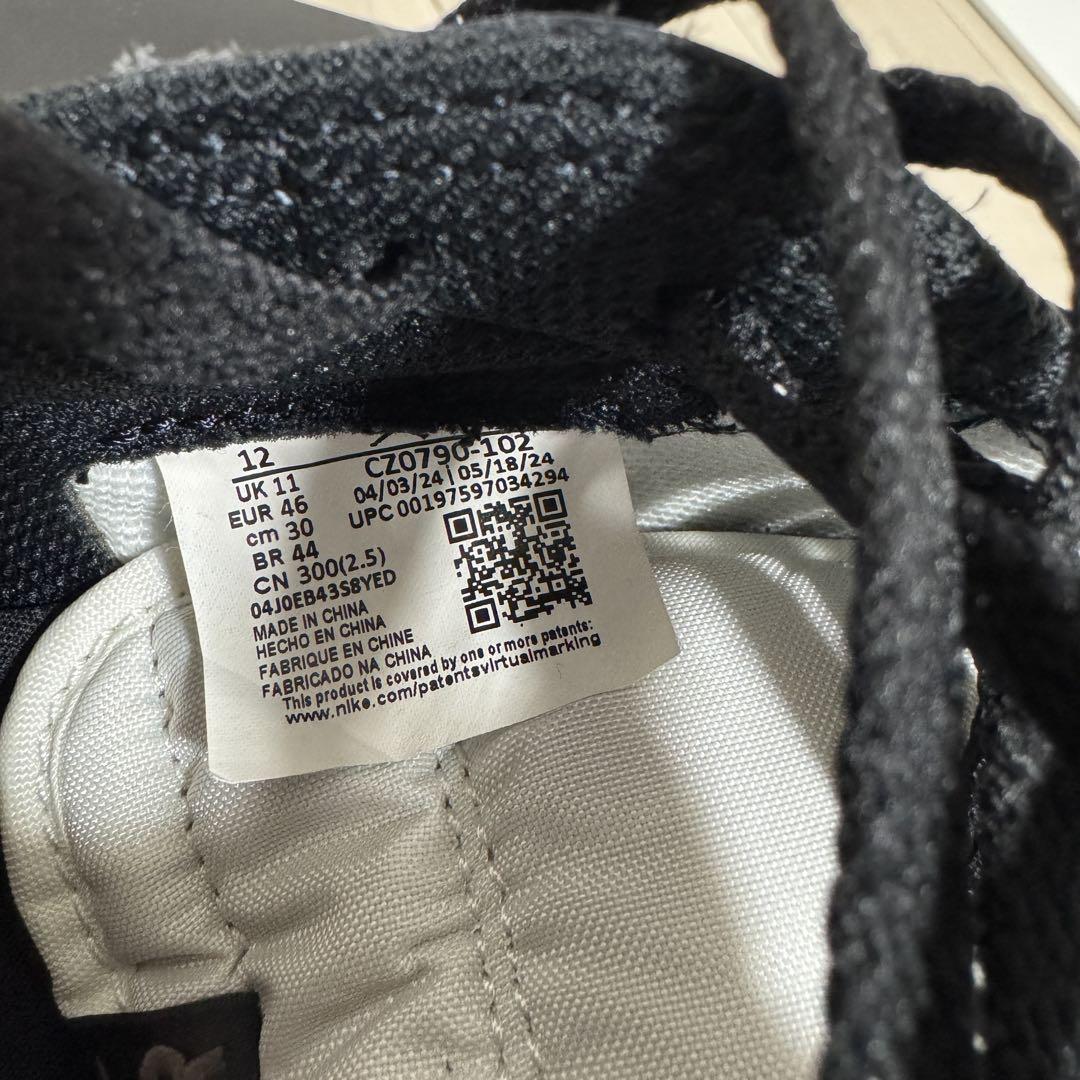 12
UK 11
EUR 46
cm 30
BR 44
CN 300(2.5)
04J0EB43S8YED
CZ0790-102
04/03/24|05/18/24
UPC 00197597034294
MADE IN CHINA
HECHO EN CHINA
FABRIQUE EN CHINE
FABRICADO NA CHINA
This product is covered by one or more patents:
www.nike.com/patentsvirtualmarking